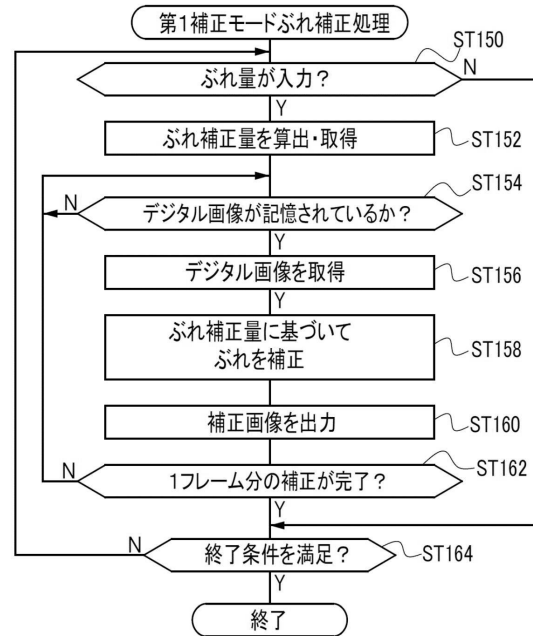 第1補正モードぶれ補正処理
ST150
N
ぶれ量が入力？
Y
ぶれ補正量を算出・取得
ST152
ST154
N
デジタル画像が記憶されているか？
Y
デジタル画像を取得
ST156
Y
ぶれ補正量に基づいて
ぶれを補正
ST158
補正画像を出力
ST160
ST162
N
1フレーム分の補正が完了？
Y
N
終了条件を満足？
ST164
Y
終了